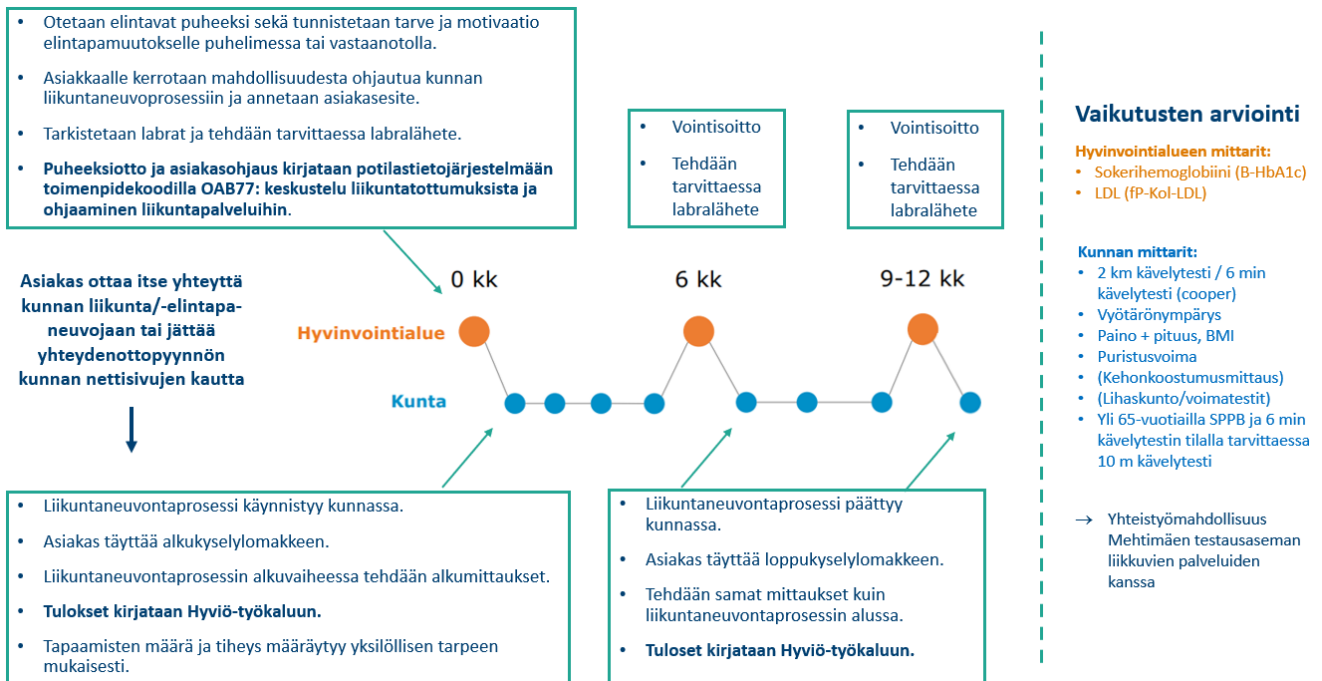 • Otetaan elintavat puheeksi sekä tunnistetaan tarve ja motivaatio
elintapamuutokselle puhelimessa tai vastaanotolla.
• Asiakkaalle kerrotaan mahdollisuudesta ohjautua kunnan
liikuntaneuvoprosessiin ja annetaan asiakasesite.
• Tarkistetaan labrat ja tehdään tarvittaessa labralähete.
• Puheeksiotto ja asiakasohjaus kirjataan potilastietojärjestelmään
toimenpidekoodilla OAB77: keskustelu liikuntatottumuksista ja
ohjaaminen liikuntapalveluihin.
• Vointisoitto
• Tehdään
tarvittaessa
labralähete
• Vointisoitto
• Tehdään
tarvittaessa
labralähete
Asiakas ottaa itse yhteyttä
kunnan liikunta/-elintapa-
neuvojaan tai jättää
yhteydenottopyynnön
kunnan nettisivujen kautta
0 kk
6 kk
9-12 kk
Hyvinvointialue
Kunta
• Liikuntaneuvontaprosessi käynnistyy kunnassa.
• Asiakas täyttää alkukyselylomakkeen.
• Liikuntaneuvontaprosessin alkuvaiheessa tehdään alkumittaukset.
• Tulokset kirjataan Hyviö-työkaluun.
• Tapaamisten määrä ja tiheys määräytyy yksilöllisen tarpeen
mukaisesti.
• Liikuntaneuvontaprosessi päättyy
kunnassa.
• Asiakas täyttää loppukyselylomakkeen.
• Tehdään samat mittaukset kuin
liikuntaneuvontaprosessin alussa.
• Tuloset kirjataan Hyviö-työkaluun.
Vaikutusten arviointi
Hyvinvointialueen mittarit:
• Sokerihemoglobiini (B-HbA1c)
• LDL (fP-Kol-LDL)
Kunnan mittarit:
• 2 km kävelytesti / 6 min
kävelytesti (cooper)
• Vyötärönympärys
• Paino + pituus, BMI
• Puristusvoima
• (Kehonkoostumusmittaus)
• (Lihaskunto/voimatestit)
• Yli 65-vuotiailla SPPB ja 6 min
kävelytestin tilalla tarvittaessa
10 m kävelytesti
→ Yhteistyömahdollisuus
Mehtimäen testausaseman
liikkuvien palveluiden
kanssa